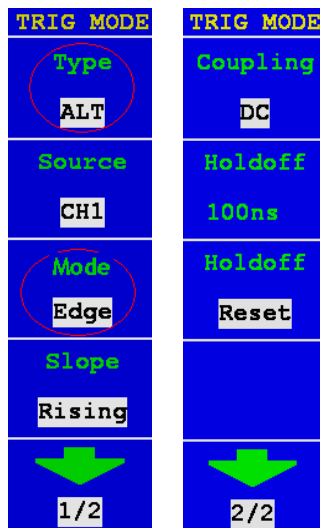 TRIG MODE
Type
ALT
Source
CH1
Mode
Edge
Slope
Rising
1/2
TRIG MODE
Coupling
DC
Holdoff
100ns
Holdoff
Reset
2/2